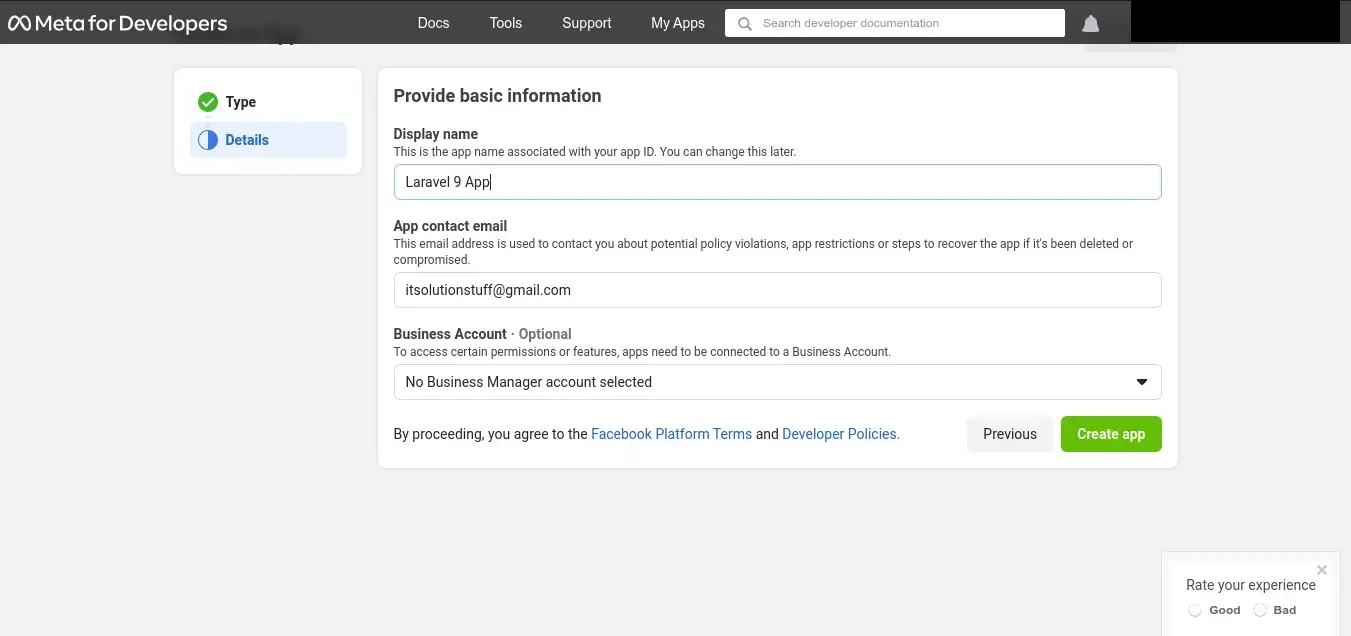 Meta for Developers
Docs
Tools
Support
My Apps
Search developer documentation
Type
Details
Provide basic information
Display name
This is the app name associated with your app ID. You can change this later.
Laravel 9 App
App contact email
This email address is used to contact you about potential policy violations, app restrictions or steps to recover the app if it's been deleted or
compromised.
itsolutionstuff@gmail.com
Business Account · Optional
To access certain permissions or features, apps need to be connected to a Business Account.
No Business Manager account selected
By proceeding, you agree to the Facebook Platform Terms and Developer Policies.
Previous
Create app
Rate your experience
Good
Bad